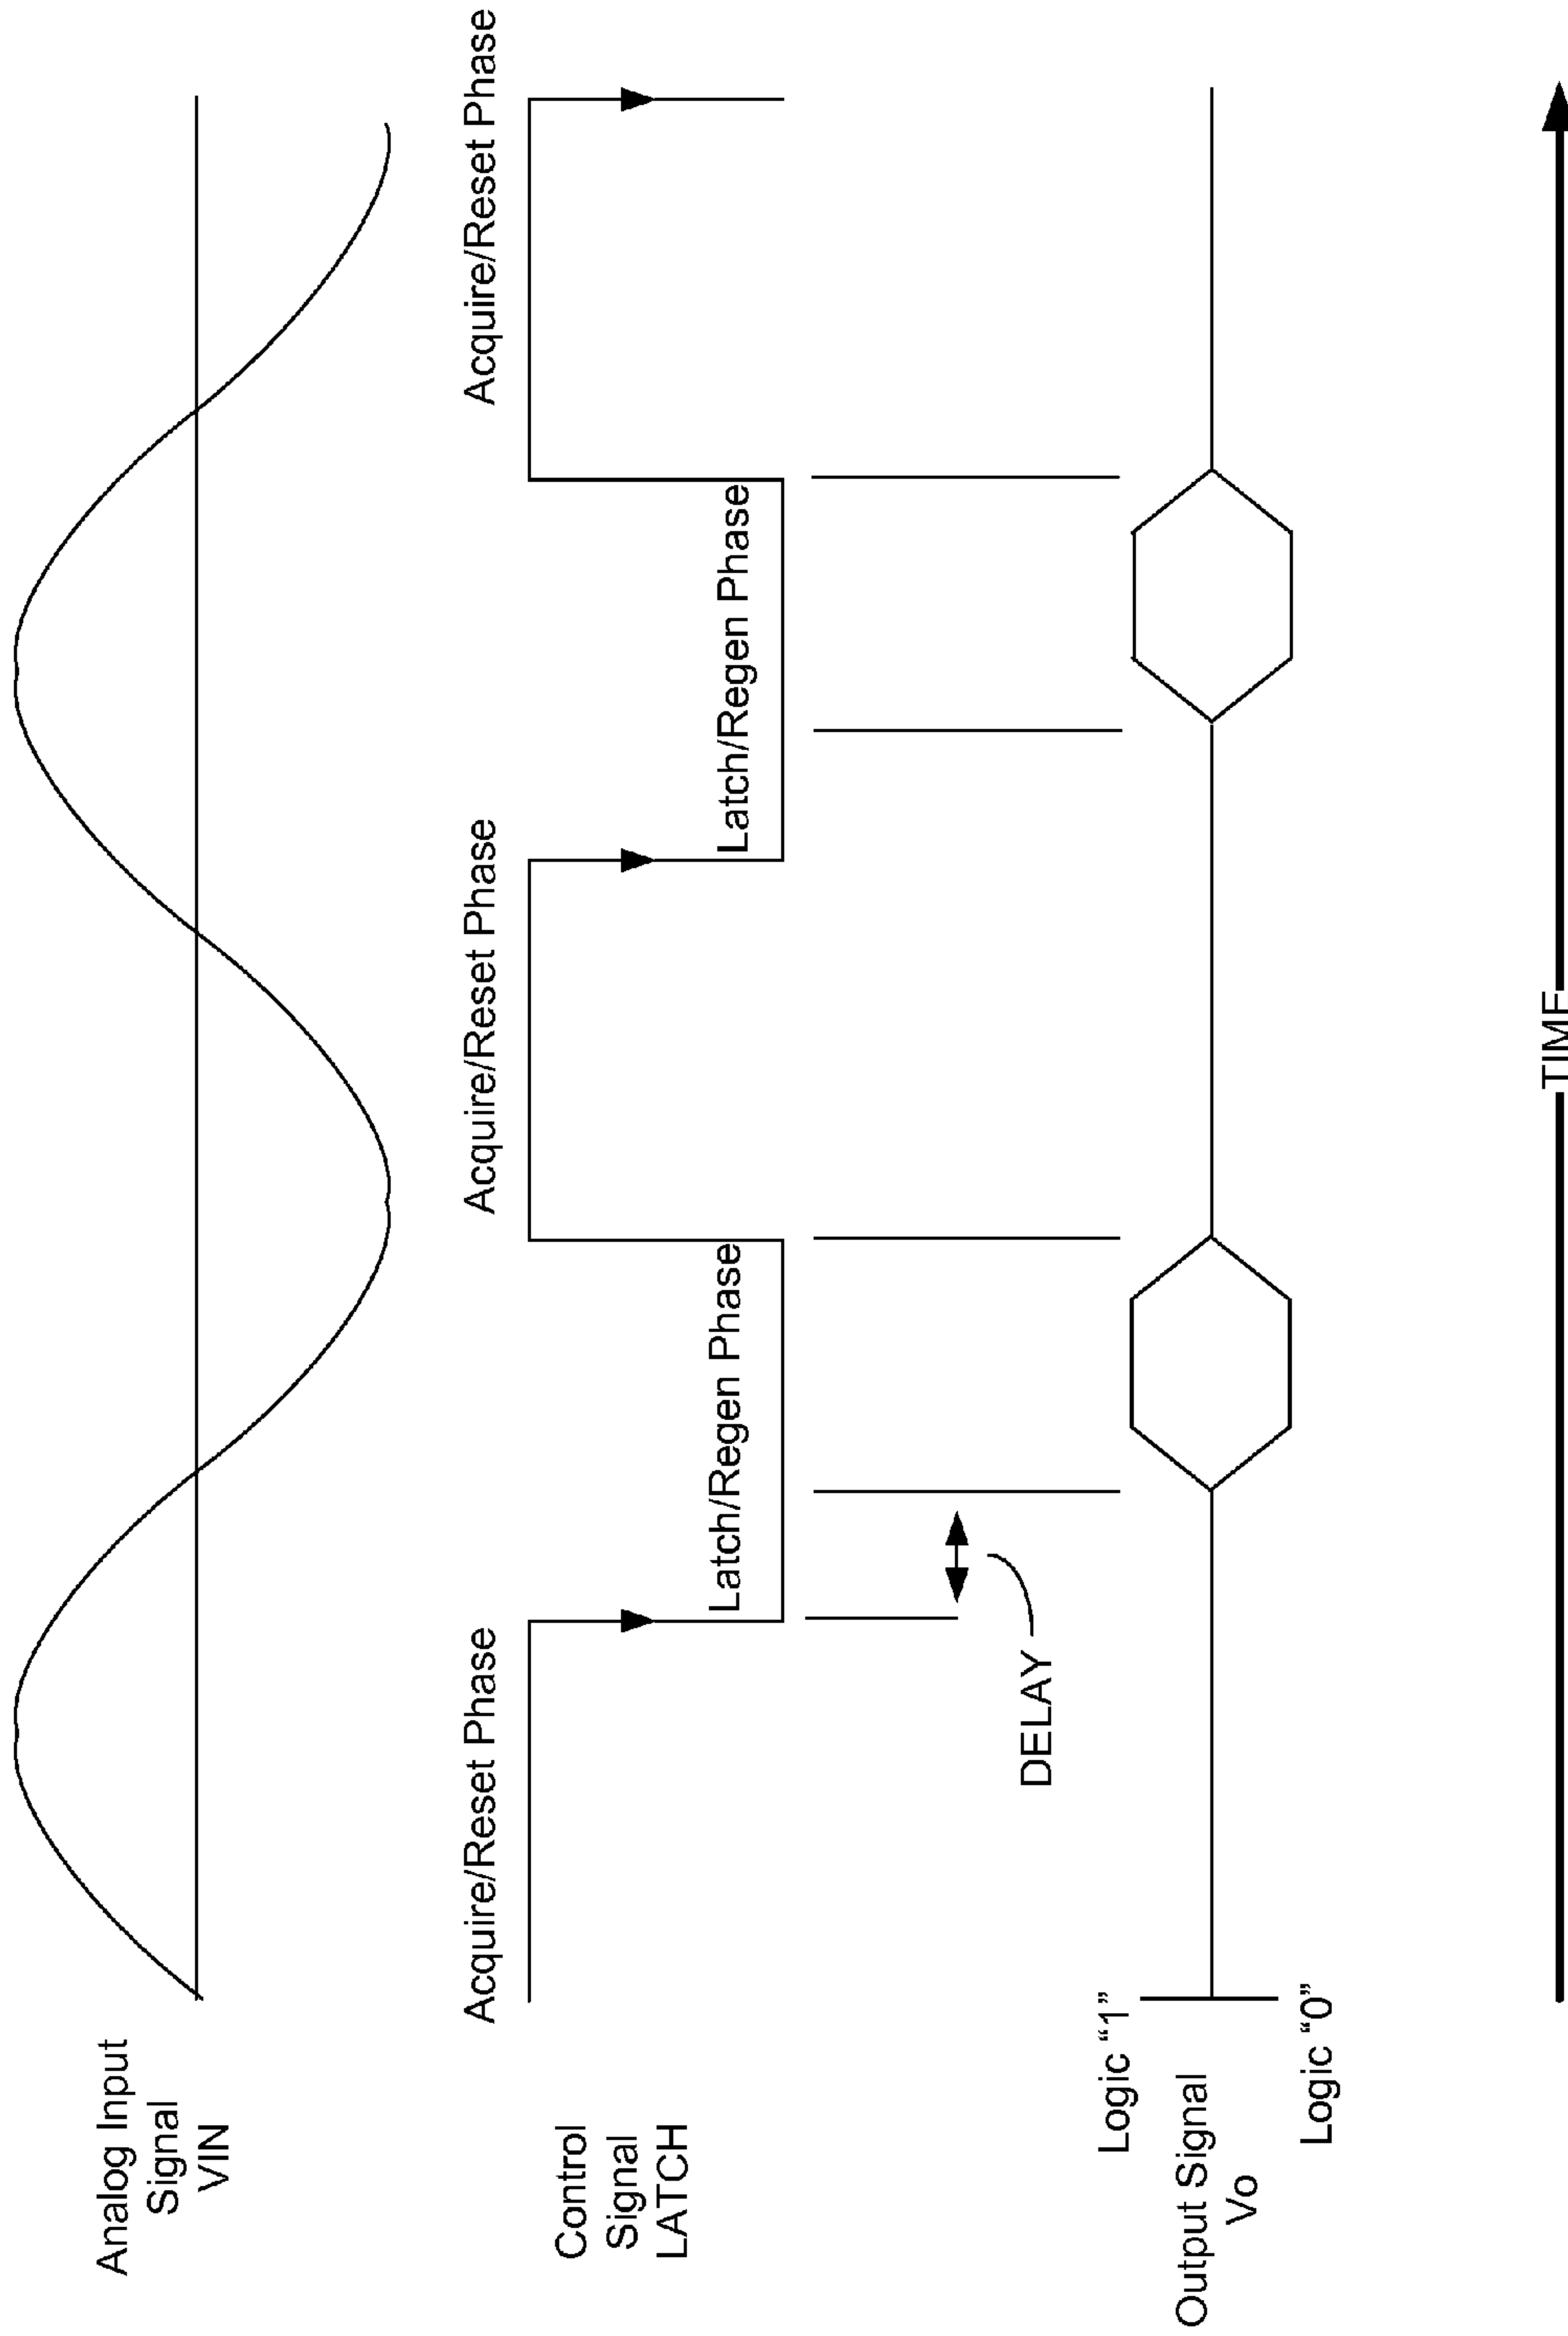 Analog Input
Signal
VIN
Acquire/Reset Phase
Acquire/Reset Phase
Acquire/Reset Phase
Control
Signal
LATCH
Latch/Regen Phase
Latch/Regen Phase
DELAY
Logic “1”
Output Signal
Vo
Logic “0”
TIME